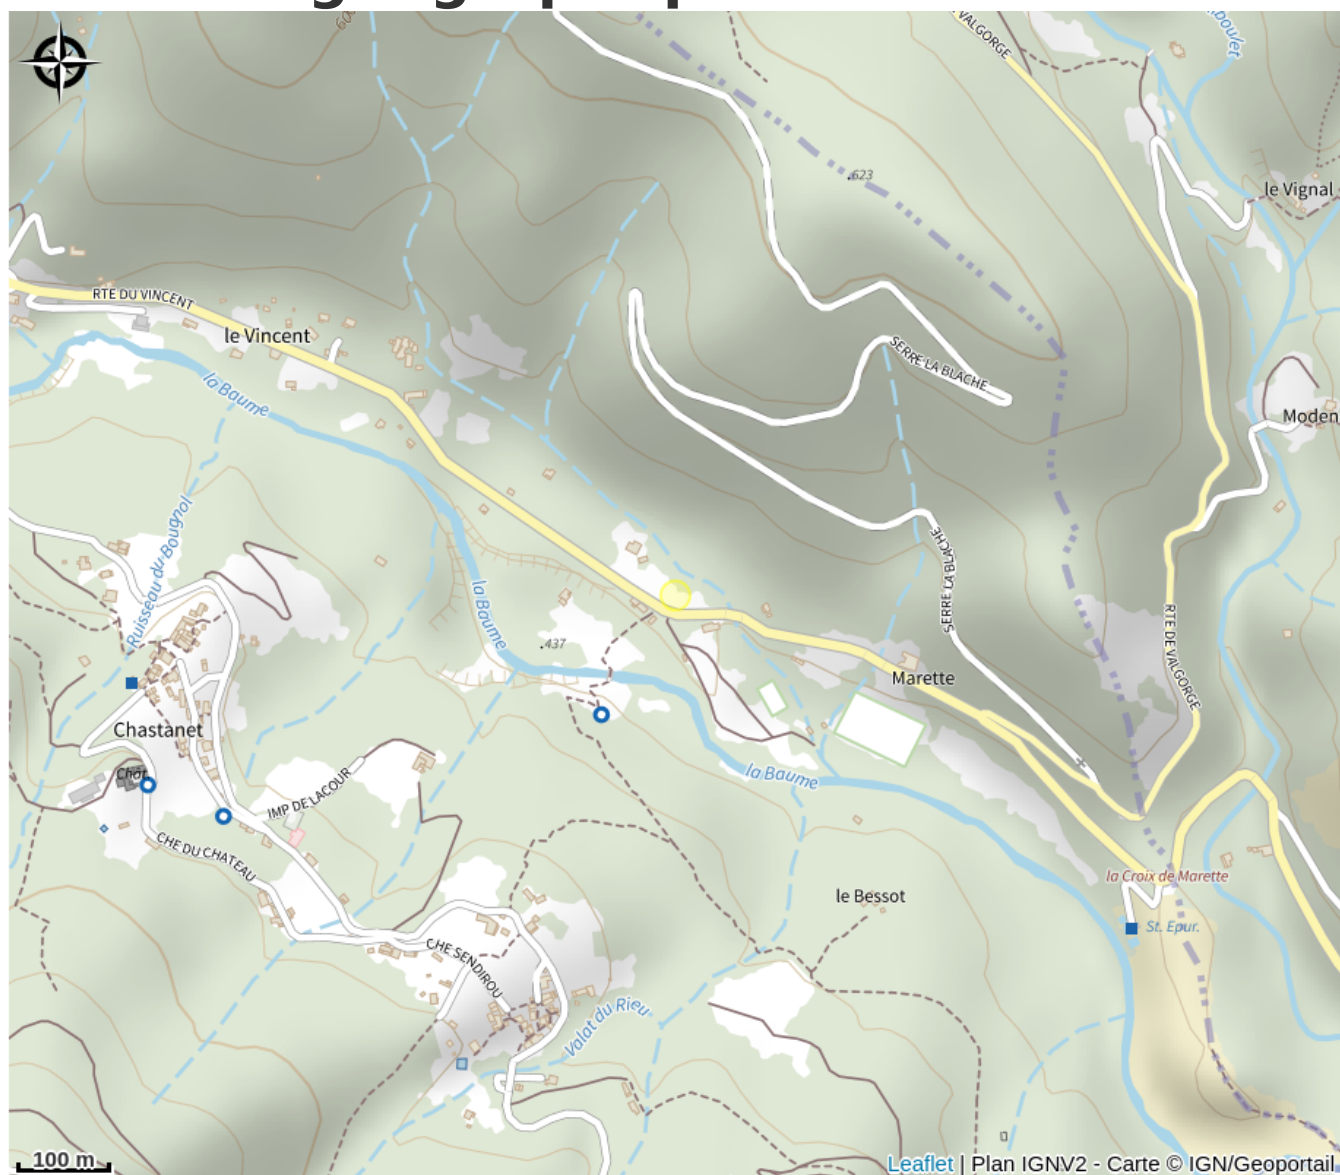 VALGORGE
623
le Vignal
RTE DU VINCENT
le Vincent
SERRE LA BLACHE
la Baume
Moden
Ruisseau du Bougnol
SERRE LA BLACHE
la Baume
437
RTE DE VALGORGE
Marette
Chastanet
Chât.
la Baume
IMP DE LACOUR
CHE DU CHATEAU
la Croix de Marette
le Bessot
St. Epur.
CHE SENDIROU
Valat du Rieu
100 m
Leaflet | Plan IGNV2 - Carte © IGN/Geoportail